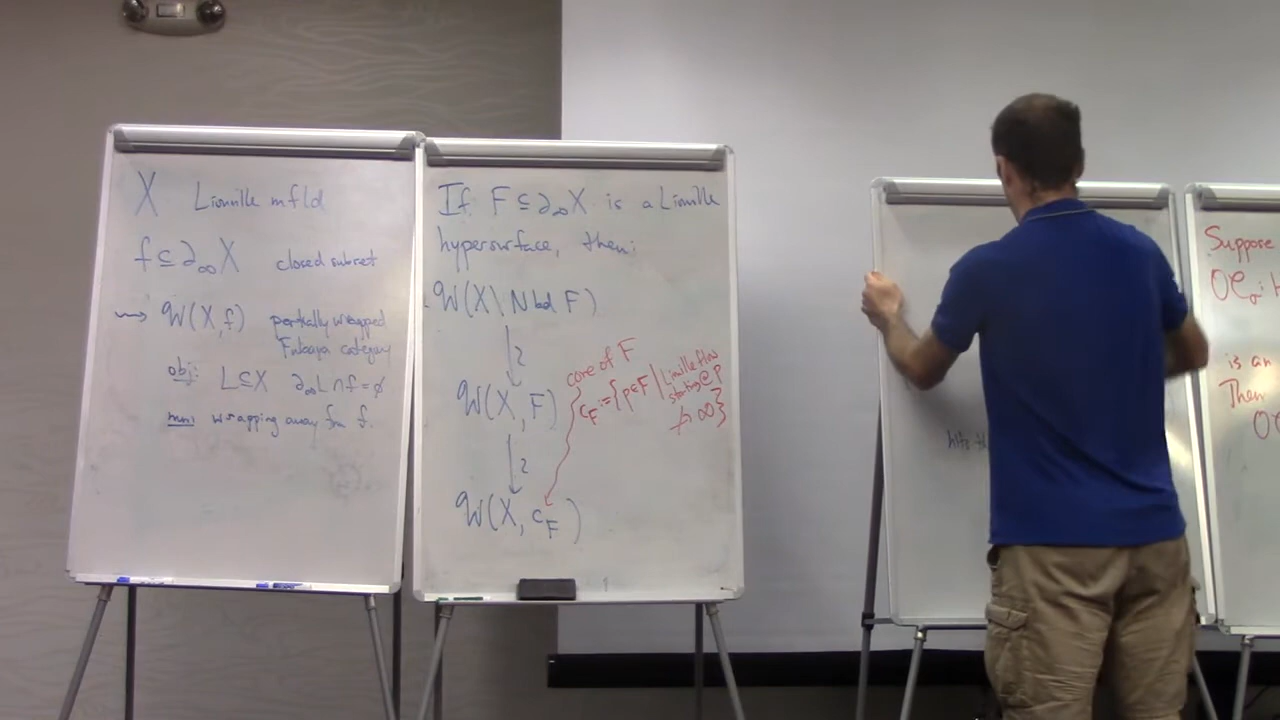 X Liouville mfld
f ⊆ ∂∞X closed subset
⇝ W(X,f) partially wrapped
Fukaya category
obj: L⊆X ∂∞L∩f=∅
mor: wrapping away from f.
If F⊆∂∞X is a Liouville
hypersurface, then:
W(X\Nbd F)
↓~
W(X,F)
↓~
W(X, c_F)
core of F
c_F := {p∈F | Liouville flow
starting @ p
↛ ∞}
hits
Suppose
is an
Then